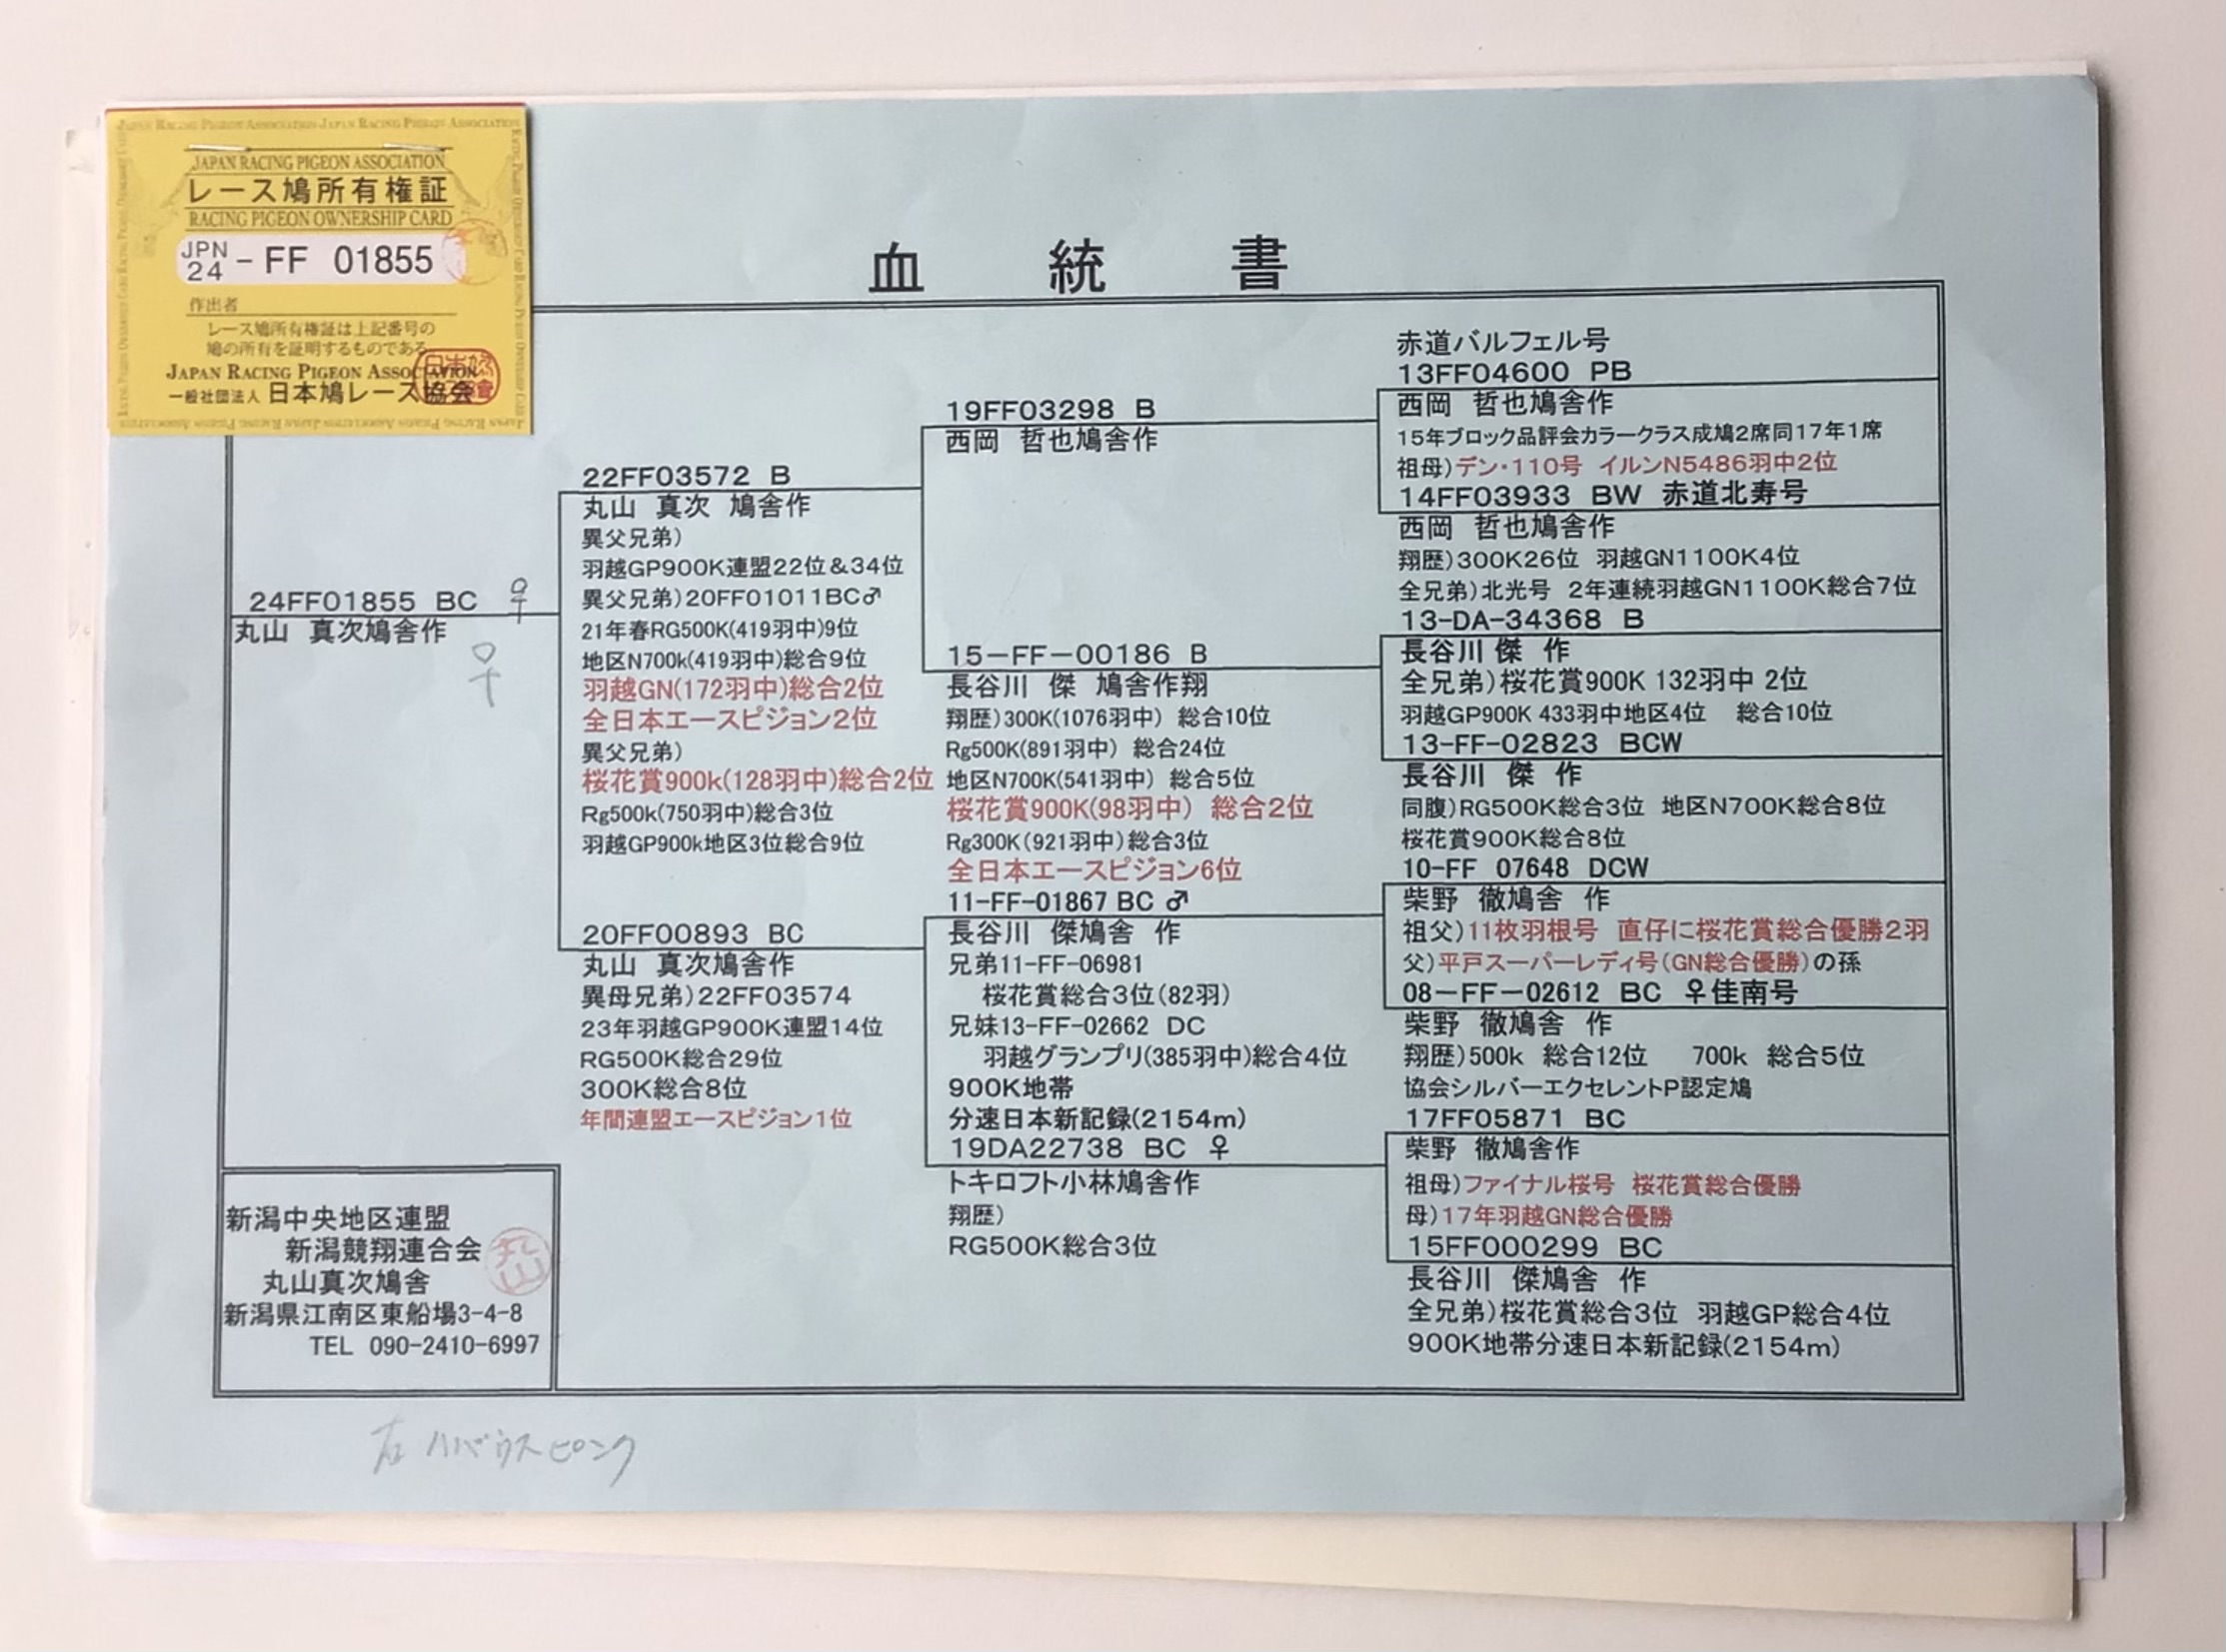 JAPAN RACING PIGEON ASSOCIATION JAPAN RACING PIGEON ASSOCIATION
JAPAN RACING PIGEON ASSOCIATION
レース鳩所有権証
RACING PIGEON OWNERSHIP CARD
JPN 24 - FF 01855
作出者
レース鳩所有権証は上記番号の
鳩の所有を証明するものである
JAPAN RACING PIGEON ASSOCIATION
一般社団法人 日本鳩レース協会
血 統 書
24FF01855 BC ♀
丸山 真次鳩舎作
♀
22FF03572 B
丸山 真次 鳩舎作
異父兄弟)
羽越GP900K連盟22位&34位
異父兄弟)20FF01011BC♂
21年春RG500K(419羽中)9位
地区N700k(419羽中)総合9位
羽越GN(172羽中)総合2位
全日本エースピジョン2位
異父兄弟)
桜花賞900k(128羽中)総合2位
Rg500k(750羽中)総合3位
羽越GP900k地区3位総合9位
20FF00893 BC
丸山 真次鳩舎作
異母兄弟)22FF03574
23年羽越GP900K連盟14位
RG500K総合29位
300K総合8位
年間連盟エースピジョン1位
19FF03298 B
西岡 哲也鳩舎作
15-FF-00186 B
長谷川 傑 鳩舎作翔
翔歴)300K(1076羽中) 総合10位
Rg500K(891羽中) 総合24位
地区N700K(541羽中) 総合5位
桜花賞900K(98羽中) 総合2位
Rg300K(921羽中)総合3位
全日本エースピジョン6位
11-FF-01867 BC ♂
長谷川 傑鳩舎 作
兄弟11-FF-06981
桜花賞総合3位(82羽)
兄妹13-FF-02662 DC
羽越グランプリ(385羽中)総合4位
900K地帯
分速日本新記録(2154m)
19DA22738 BC ♀
トキロフト小林鳩舎作
翔歴)
RG500K総合3位
赤道バルフェル号
13FF04600 PB
西岡 哲也鳩舎作
15年ブロック品評会カラークラス成鳩2席同17年1席
祖母)デン・110号 イルンN5486羽中2位
14FF03933 BW 赤道北寿号
西岡 哲也鳩舎作
翔歴)300K26位 羽越GN1100K4位
全兄弟)北光号 2年連続羽越GN1100K総合7位
13-DA-34368 B
長谷川 傑 作
全兄弟)桜花賞900K 132羽中 2位
羽越GP900K 433羽中地区4位 総合10位
13-FF-02823 BCW
長谷川 傑 作
同腹)RG500K総合3位 地区N700K総合8位
桜花賞900K総合8位
10-FF 07648 DCW
柴野 徹鳩舎 作
祖父)11枚羽根号 直仔に桜花賞総合優勝2羽
父)平戸スーパーレディ号(GN総合優勝)の孫
08-FF-02612 BC ♀佳南号
柴野 徹鳩舎 作
翔歴)500k 総合12位 700k 総合5位
協会シルバーエクセレントP認定鳩
17FF05871 BC
柴野 徹鳩舎作
祖母)ファイナル桜号 桜花賞総合優勝
母)17年羽越GN総合優勝
15FF000299 BC
長谷川 傑鳩舎 作
全兄弟)桜花賞総合3位 羽越GP総合4位
900K地帯分速日本新記録(2154m)
新潟中央地区連盟
新潟競翔連合会
丸山真次鳩舎
丸山
新潟県江南区東船場3-4-8
TEL 090-2410-6997
ピンク